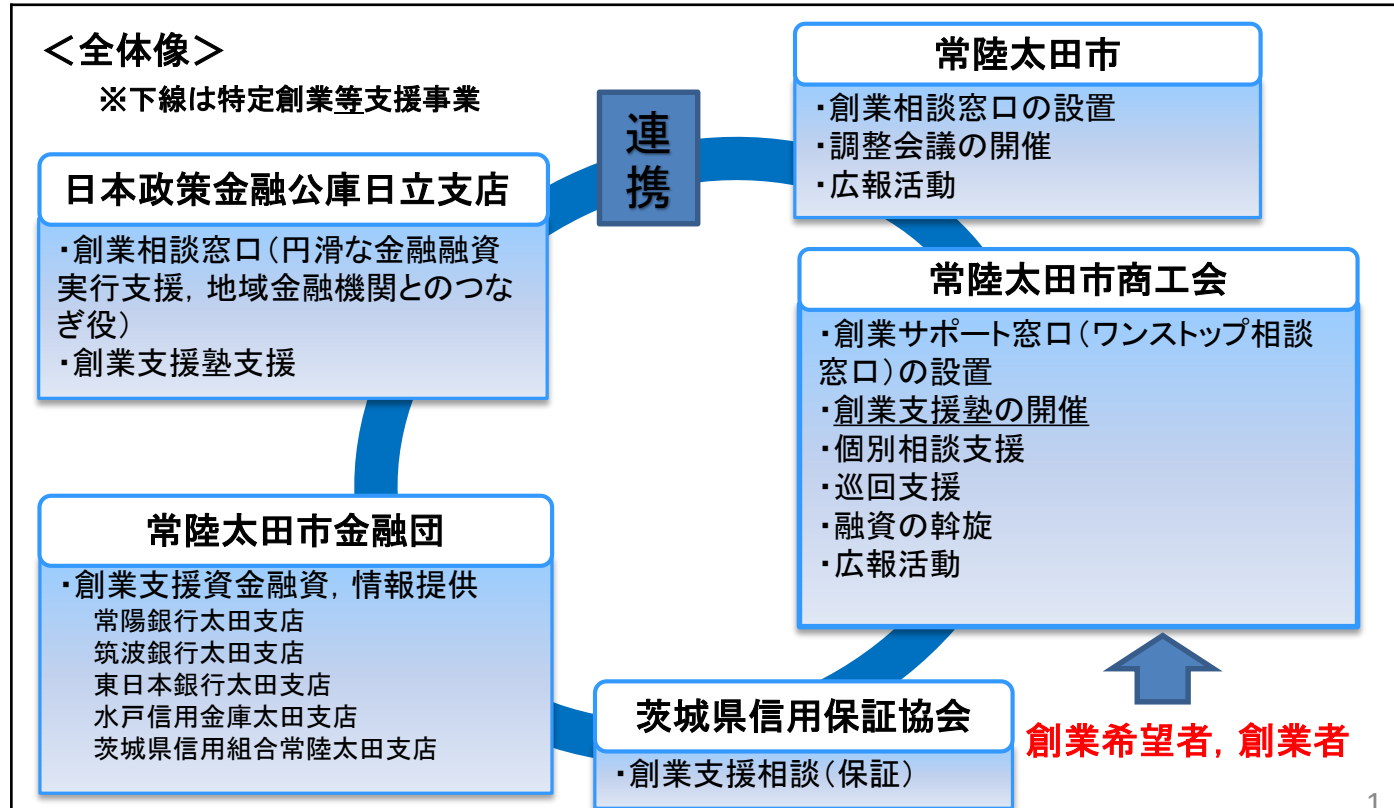 ＜全体像＞
※下線は特定創業等支援事業
連
携
常陸太田市
・創業相談窓口の設置
・調整会議の開催
・広報活動
日本政策金融公庫日立支店
・創業相談窓口（円滑な金融融資
実行支援，地域金融機関とのつな
ぎ役）
・創業支援塾支援
常陸太田市商工会
・創業サポート窓口（ワンストップ相談
窓口）の設置
・創業支援塾の開催
・個別相談支援
・巡回支援
・融資の斡旋
・広報活動
常陸太田市金融団
・創業支援資金融資，情報提供
常陽銀行太田支店
筑波銀行太田支店
東日本銀行太田支店
水戸信用金庫太田支店
茨城県信用組合常陸太田支店
茨城県信用保証協会
・創業支援相談（保証）
創業希望者，創業者
1